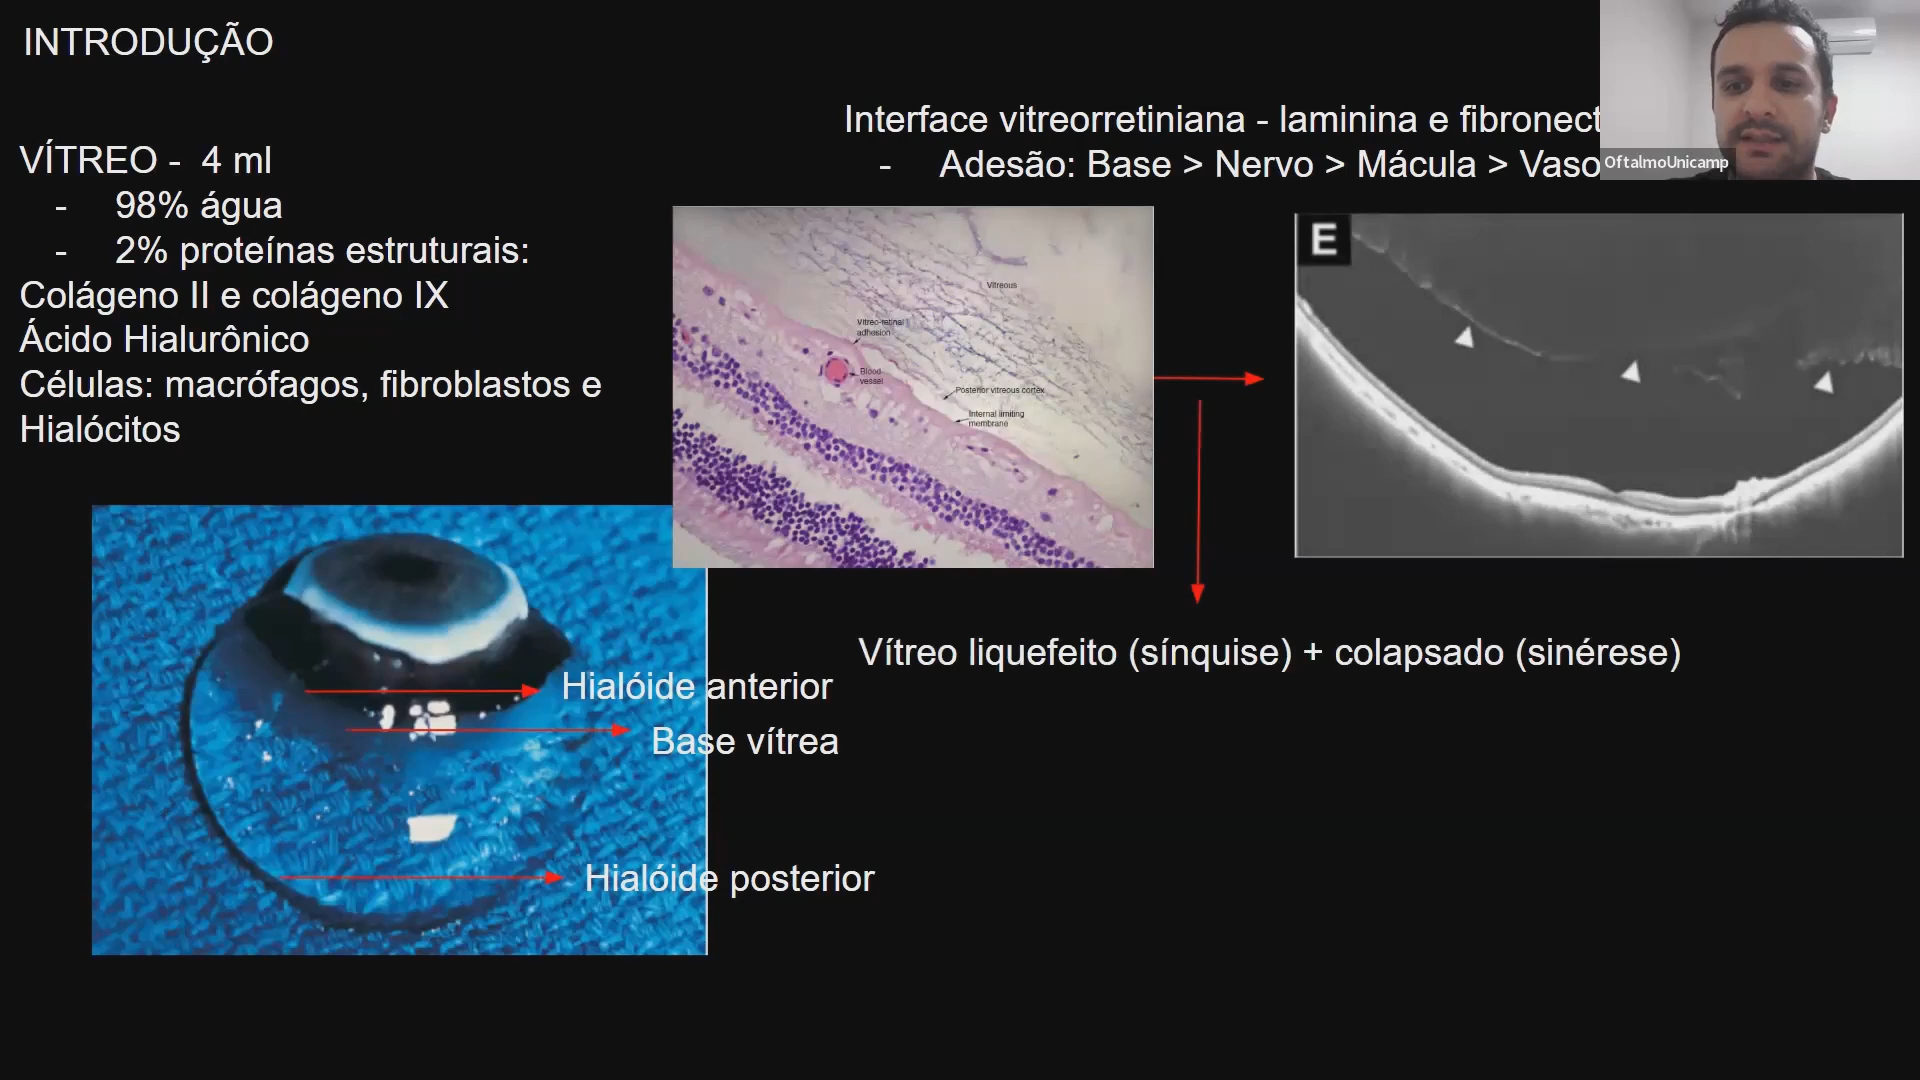 INTRODUÇÃO
VÍTREO - 4 ml
- 98% água
- 2% proteínas estruturais:
Colágeno II e colágeno IX
Ácido Hialurônico
Células: macrófagos, fibroblastos e
Hialócitos
Interface vitreorretiniana - laminina e fibronect
- Adesão: Base > Nervo > Mácula > Vaso
OftalmoUnicamp
Vitreous
Vitreo-retinal
adhesion
Blood
vessel
Posterior vitreous cortex
Internal limiting
membrane
E
Vítreo liquefeito (sínquise) + colapsado (sinérese)
Hialóide anterior
Base vítrea
Hialóide posterior